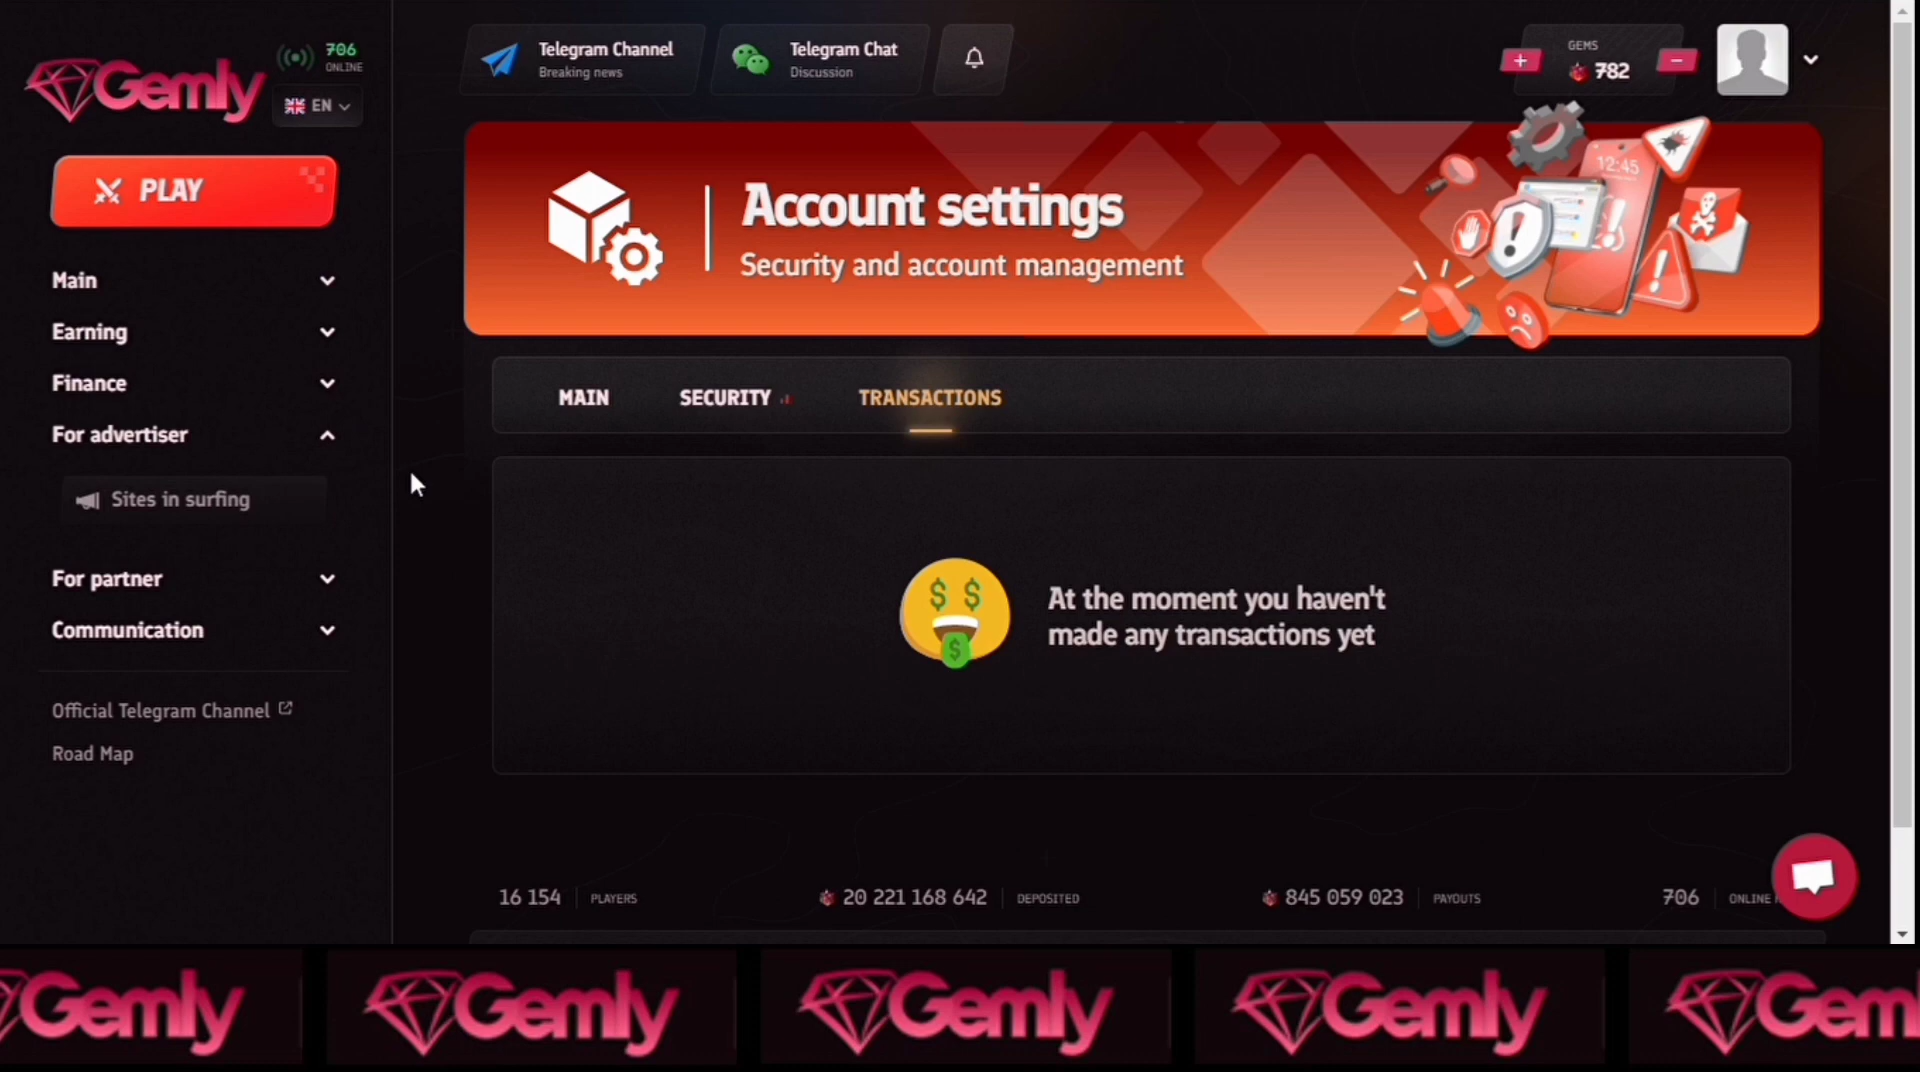 Gemly
706
ONLINE
EN
Telegram Channel
Breaking news
Telegram Chat
Discussion
GEMS
782
PLAY
Main
Earning
Finance
For advertiser
Sites in surfing
For partner
Communication
Official Telegram Channel
Road Map
Account settings
Security and account management
12:45
MAIN
SECURITY
TRANSACTIONS
At the moment you haven't
made any transactions yet
16 154 PLAYERS
20 221 168 642 DEPOSITED
845 059 023 PAYOUTS
706 ONLINE
Gemly Gemly Gemly Gemly Gem